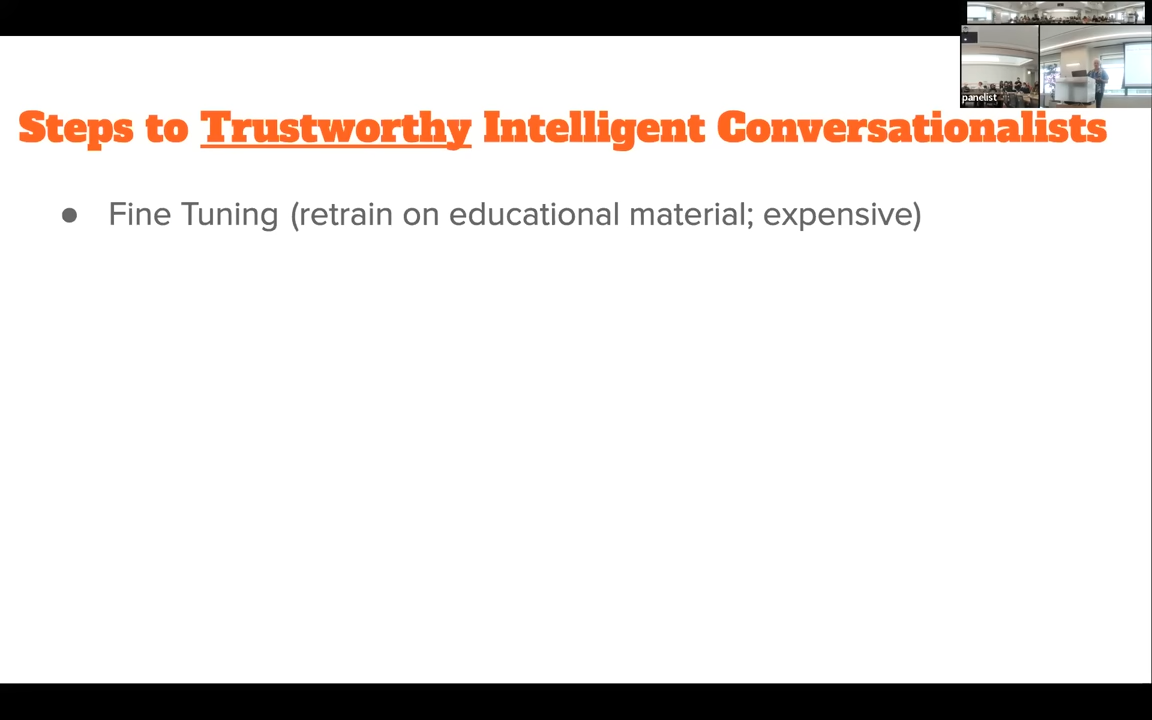 panelist
Steps to Trustworthy Intelligent Conversationalists
● Fine Tuning (retrain on educational material; expensive)